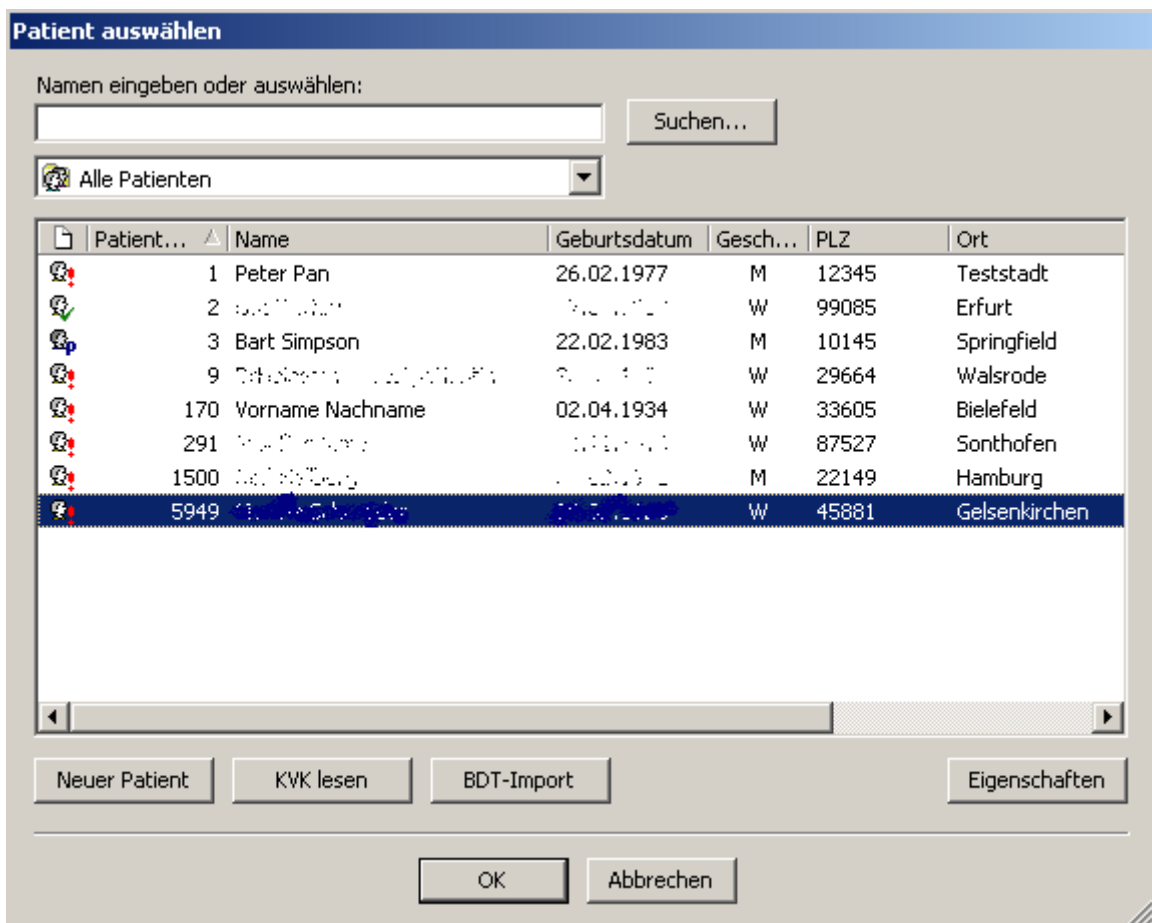 Patient auswählen
Namen eingeben oder auswählen:
Suchen...
Alle Patienten
Patient... Name Geburtsdatum Gesch... PLZ Ort
1 Peter Pan 26.02.1977 M 12345 Teststadt
2 W 99085 Erfurt
3 Bart Simpson 22.02.1983 M 10145 Springfield
9 W 29664 Walsrode
170 Vorname Nachname 02.04.1934 W 33605 Bielefeld
291 W 87527 Sonthofen
1500 M 22149 Hamburg
5949 W 45881 Gelsenkirchen
Neuer Patient KVK lesen BDT-Import Eigenschaften
OK Abbrechen